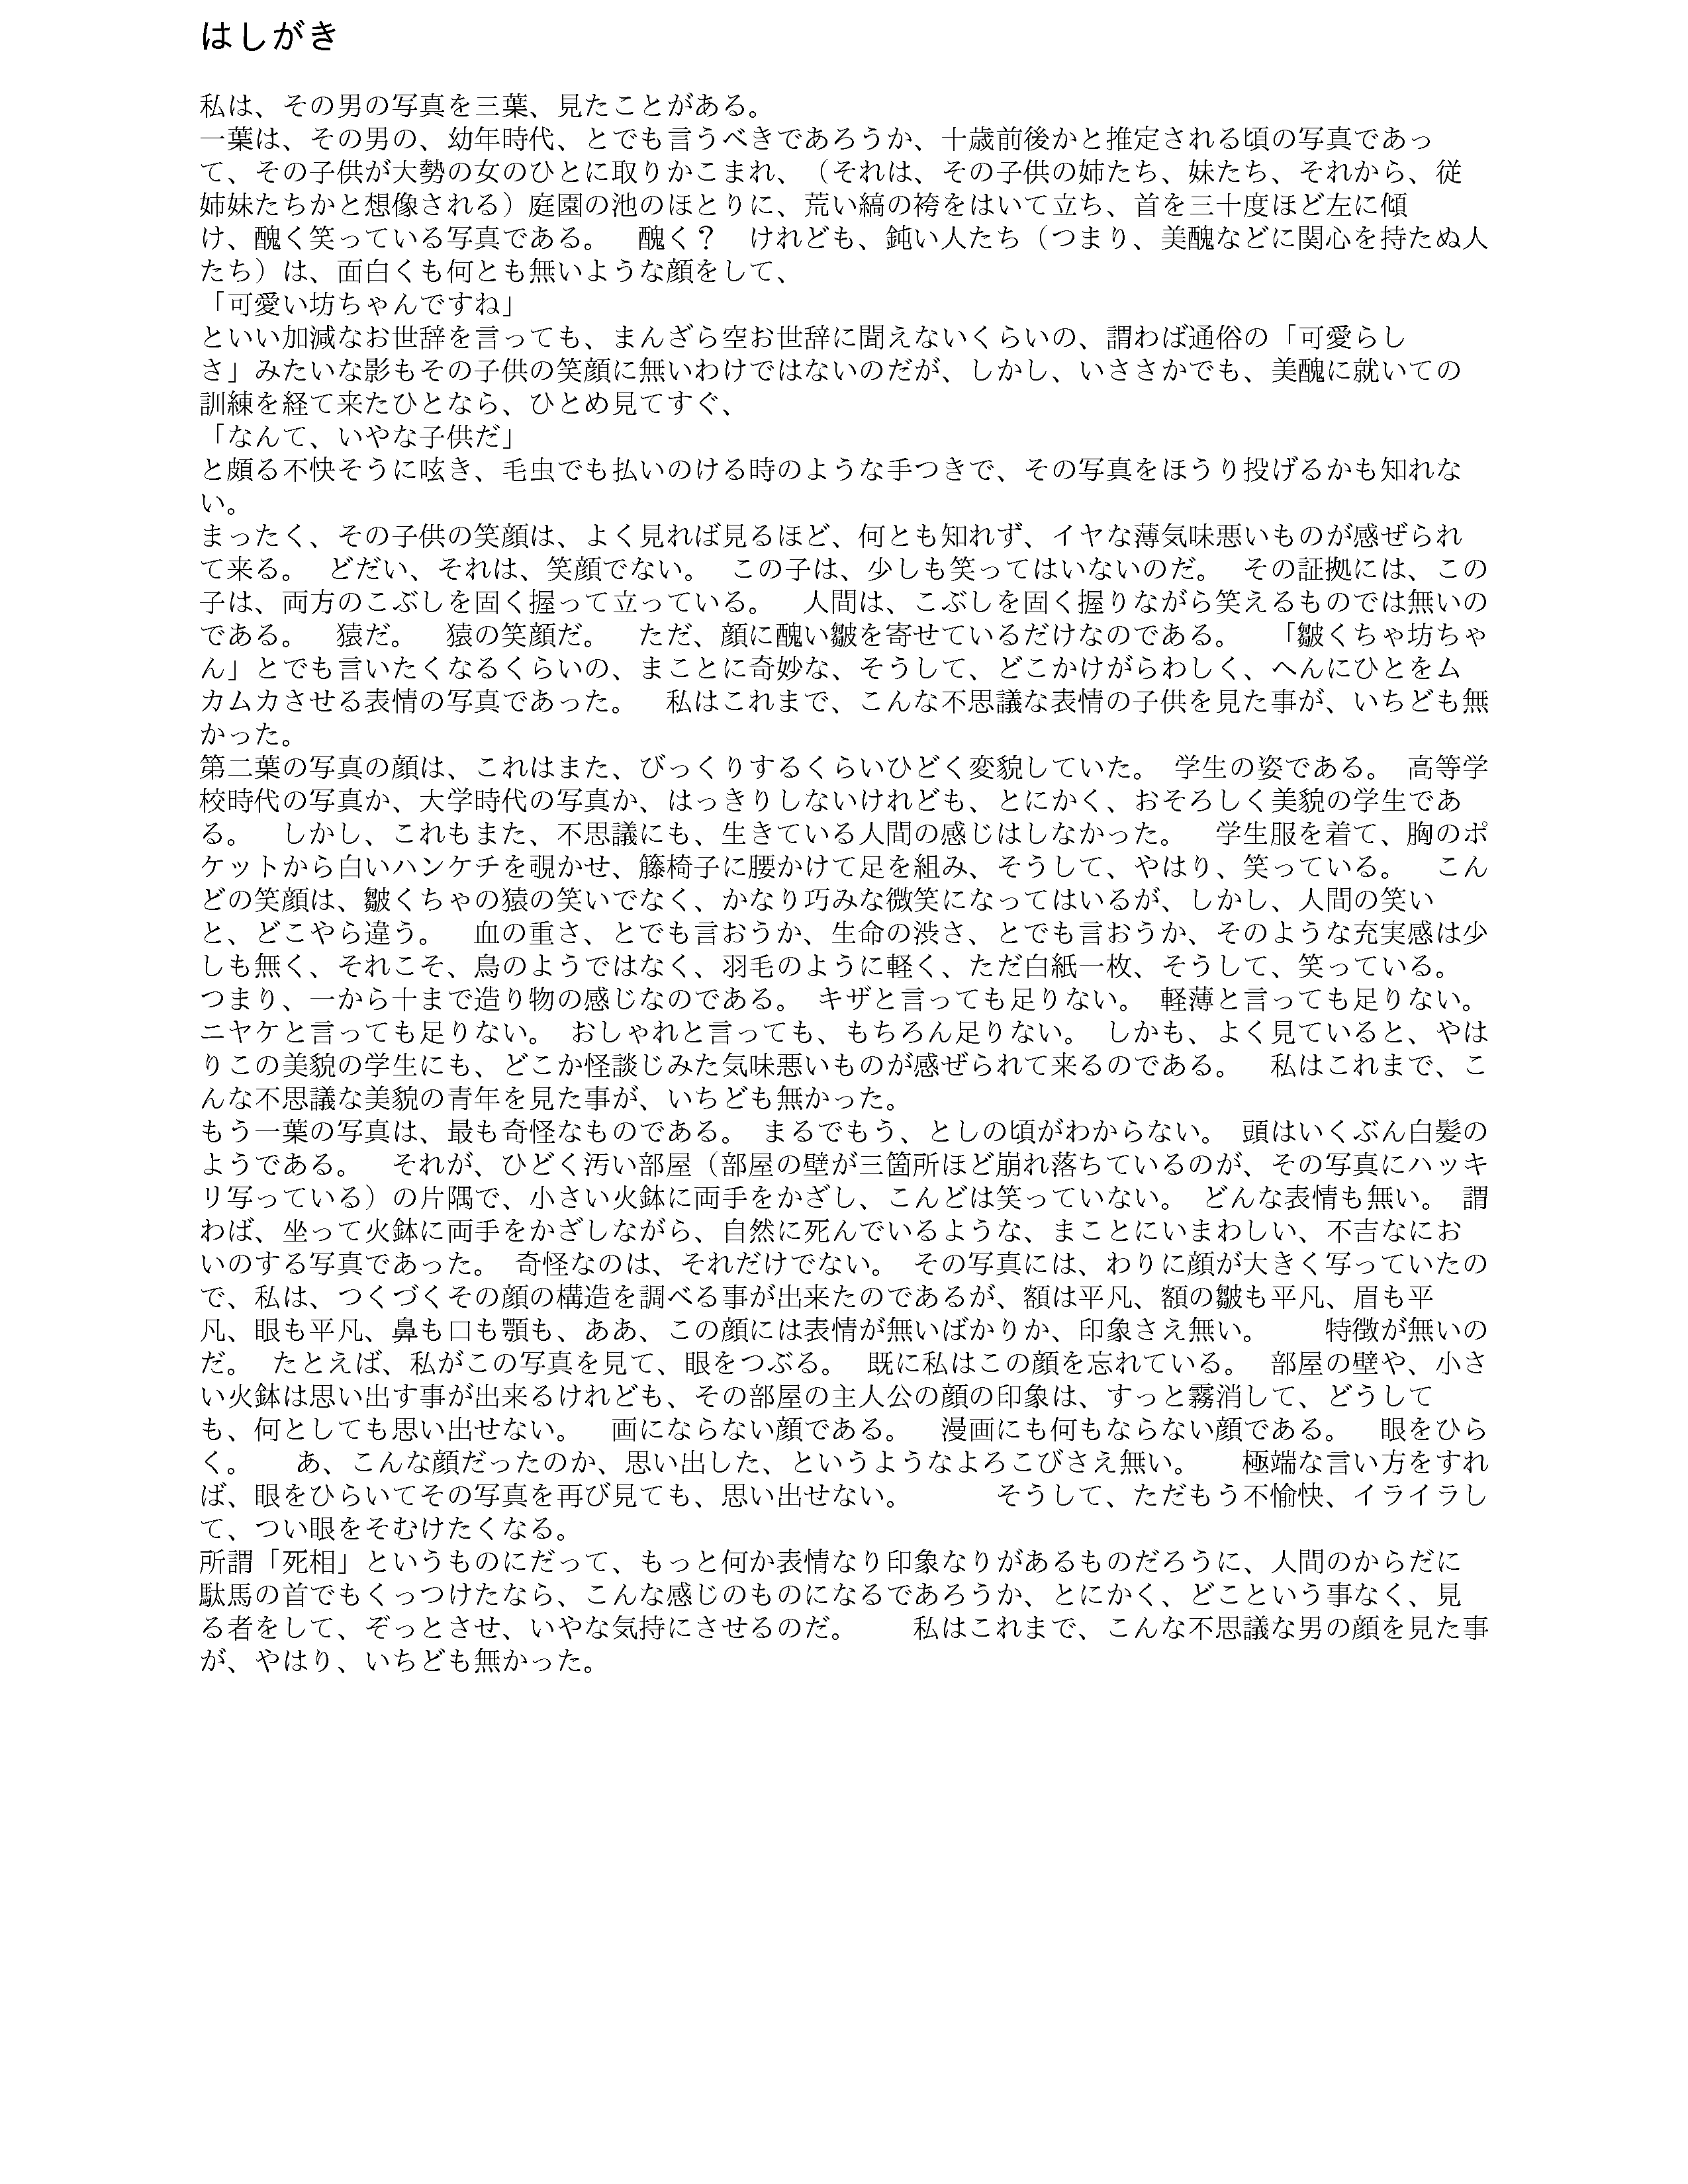 はしがき
私は、その男の写真を三葉、見たことがある。
一葉は、その男の、幼年時代、とでも言うべきであろうか、十歳前後かと推定される頃の写真であっ
て、その子供が大勢の女のひとに取りかこまれ、（それは、その子供の姉たち、妹たち、それから、従
姉妹たちかと想像される）庭園の池のほとりに、荒い縞の袴をはいて立ち、首を三十度ほど左に傾
け、醜く笑っている写真である。　醜く？　けれども、鈍い人たち（つまり、美醜などに関心を持たぬ人
たち）は、面白くも何とも無いような顔をして、
「可愛い坊ちゃんですね」
といい加減なお世辞を言っても、まんざら空お世辞に聞えないくらいの、謂わば通俗の「可愛らし
さ」みたいな影もその子供の笑顔に無いわけではないのだが、しかし、いささかでも、美醜に就いての
訓練を経て来たひとなら、ひとめ見てすぐ、
「なんて、いやな子供だ」
と頗る不快そうに呟き、毛虫でも払いのける時のような手つきで、その写真をほうり投げるかも知れな
い。
まったく、その子供の笑顔は、よく見れば見るほど、何とも知れず、イヤな薄気味悪いものが感ぜられ
て来る。　どだい、それは、笑顔でない。　この子は、少しも笑ってはいないのだ。　その証拠には、この
子は、両方のこぶしを固く握って立っている。　人間は、こぶしを固く握りながら笑えるものでは無いの
である。　猿だ。　猿の笑顔だ。　ただ、顔に醜い皺を寄せているだけなのである。　「皺くちゃ坊ちゃ
ん」とでも言いたくなるくらいの、まことに奇妙な、そうして、どこかけがらわしく、へんにひとをム
カムカさせる表情の写真であった。　私はこれまで、こんな不思議な表情の子供を見た事が、いちども無
かった。
第二葉の写真の顔は、これはまた、びっくりするくらいひどく変貌していた。　学生の姿である。　高等学
校時代の写真か、大学時代の写真か、はっきりしないけれども、とにかく、おそろしく美貌の学生であ
る。　しかし、これもまた、不思議にも、生きている人間の感じはしなかった。　学生服を着て、胸のポ
ケットから白いハンケチを覗かせ、籐椅子に腰かけて足を組み、そうして、やはり、笑っている。　こん
どの笑顔は、皺くちゃの猿の笑いでなく、かなり巧みな微笑になってはいるが、しかし、人間の笑い
と、どこやら違う。　血の重さ、とでも言おうか、生命の渋さ、とでも言おうか、そのような充実感は少
しも無く、それこそ、鳥のようではなく、羽毛のように軽く、ただ白紙一枚、そうして、笑っている。
つまり、一から十まで造り物の感じなのである。　キザと言っても足りない。　軽薄と言っても足りない。
ニヤケと言っても足りない。　おしゃれと言っても、もちろん足りない。　しかも、よく見ていると、やは
りこの美貌の学生にも、どこか怪談じみた気味悪いものが感ぜられて来るのである。　私はこれまで、こ
んな不思議な美貌の青年を見た事が、いちども無かった。
もう一葉の写真は、最も奇怪なものである。　まるでもう、としの頃がわからない。　頭はいくぶん白髪の
ようである。　それが、ひどく汚い部屋（部屋の壁が三箇所ほど崩れ落ちているのが、その写真にハッキ
リ写っている）の片隅で、小さい火鉢に両手をかざし、こんどは笑っていない。　どんな表情も無い。　謂
わば、坐って火鉢に両手をかざしながら、自然に死んでいるような、まことにいまわしい、不吉なにお
いのする写真であった。　奇怪なのは、それだけでない。　その写真には、わりに顔が大きく写っていたの
で、私は、つくづくその顔の構造を調べる事が出来たのであるが、額は平凡、額の皺も平凡、眉も平
凡、眼も平凡、鼻も口も顎も、ああ、この顔には表情が無いばかりか、印象さえ無い。　特徴が無いの
だ。　たとえば、私がこの写真を見て、眼をつぶる。　既に私はこの顔を忘れている。　部屋の壁や、小さ
い火鉢は思い出す事が出来るけれども、その部屋の主人公の顔の印象は、すっと霧消して、どうして
も、何としても思い出せない。　画にならない顔である。　漫画にも何もならない顔である。　眼をひら
く。　あ、こんな顔だったのか、思い出した、というようなよろこびさえ無い。　極端な言い方をすれ
ば、眼をひらいてその写真を再び見ても、思い出せない。　そうして、ただもう不愉快、イライラし
て、つい眼をそむけたくなる。
所謂「死相」というものにだって、もっと何か表情なり印象なりがあるものだろうに、人間のからだに
駄馬の首でもくっつけたなら、こんな感じのものになるであろうか、とにかく、どこという事なく、見
る者をして、ぞっとさせ、いやな気持にさせるのだ。　私はこれまで、こんな不思議な男の顔を見た事
が、やはり、いちども無かった。